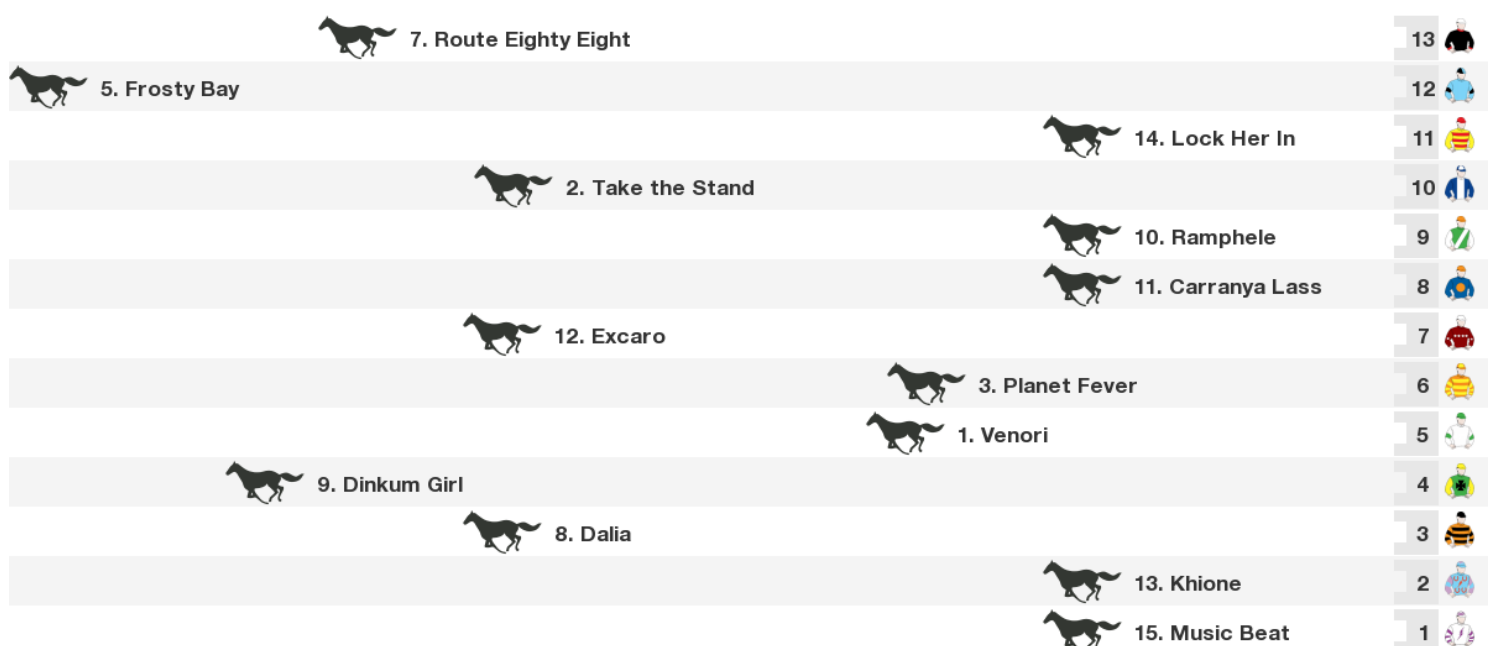 7. Route Eighty Eight 13
5. Frosty Bay 12
14. Lock Her In 11
2. Take the Stand 10
10. Ramphele 9
11. Carranya Lass 8
12. Excaro 7
3. Planet Fever 6
1. Venori 5
9. Dinkum Girl 4
8. Dalia 3
13. Khione 2
15. Music Beat 1